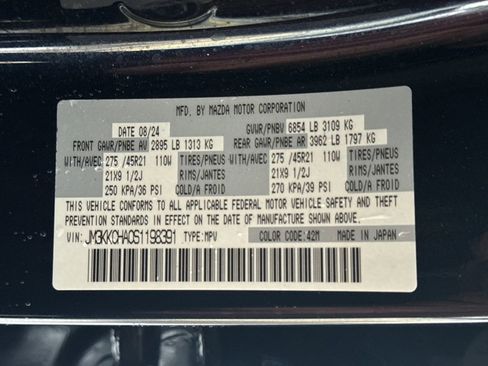 MFD. BY MAZDA MOTOR CORPORATION
DATE 08/24 GVWR/PNBV 6854 LB 3109 KG
FRONT GAWR/PNBE AV 2895 LB 1313 KG REAR GAWR/PNBE AR 3962 LB 1797 KG
WITH/AVEC 275 /45R21 110W TIRES/PNEUS WITH/AVEC 275 /45R21 110W TIRES/PNEUS
21X9 1/2J RIMS/JANTES 21X9 1/2J RIMS/JANTES
250 KPA/36 PSI COLD/A FROID 270 KPA/39 PSI COLD/A FROID
THIS VEHICLE CONFORMS TO ALL APPLICABLE FEDERAL MOTOR VEHICLE SAFETY AND THEFT
PREVENTION STANDARDS IN EFFECT ON THE DATE OF MANUFACTURE SHOWN ABOVE.
VIN: JM3KKCHA0S1198391 TYPE: MPV COLOR CODE: 42M MADE IN JAPAN